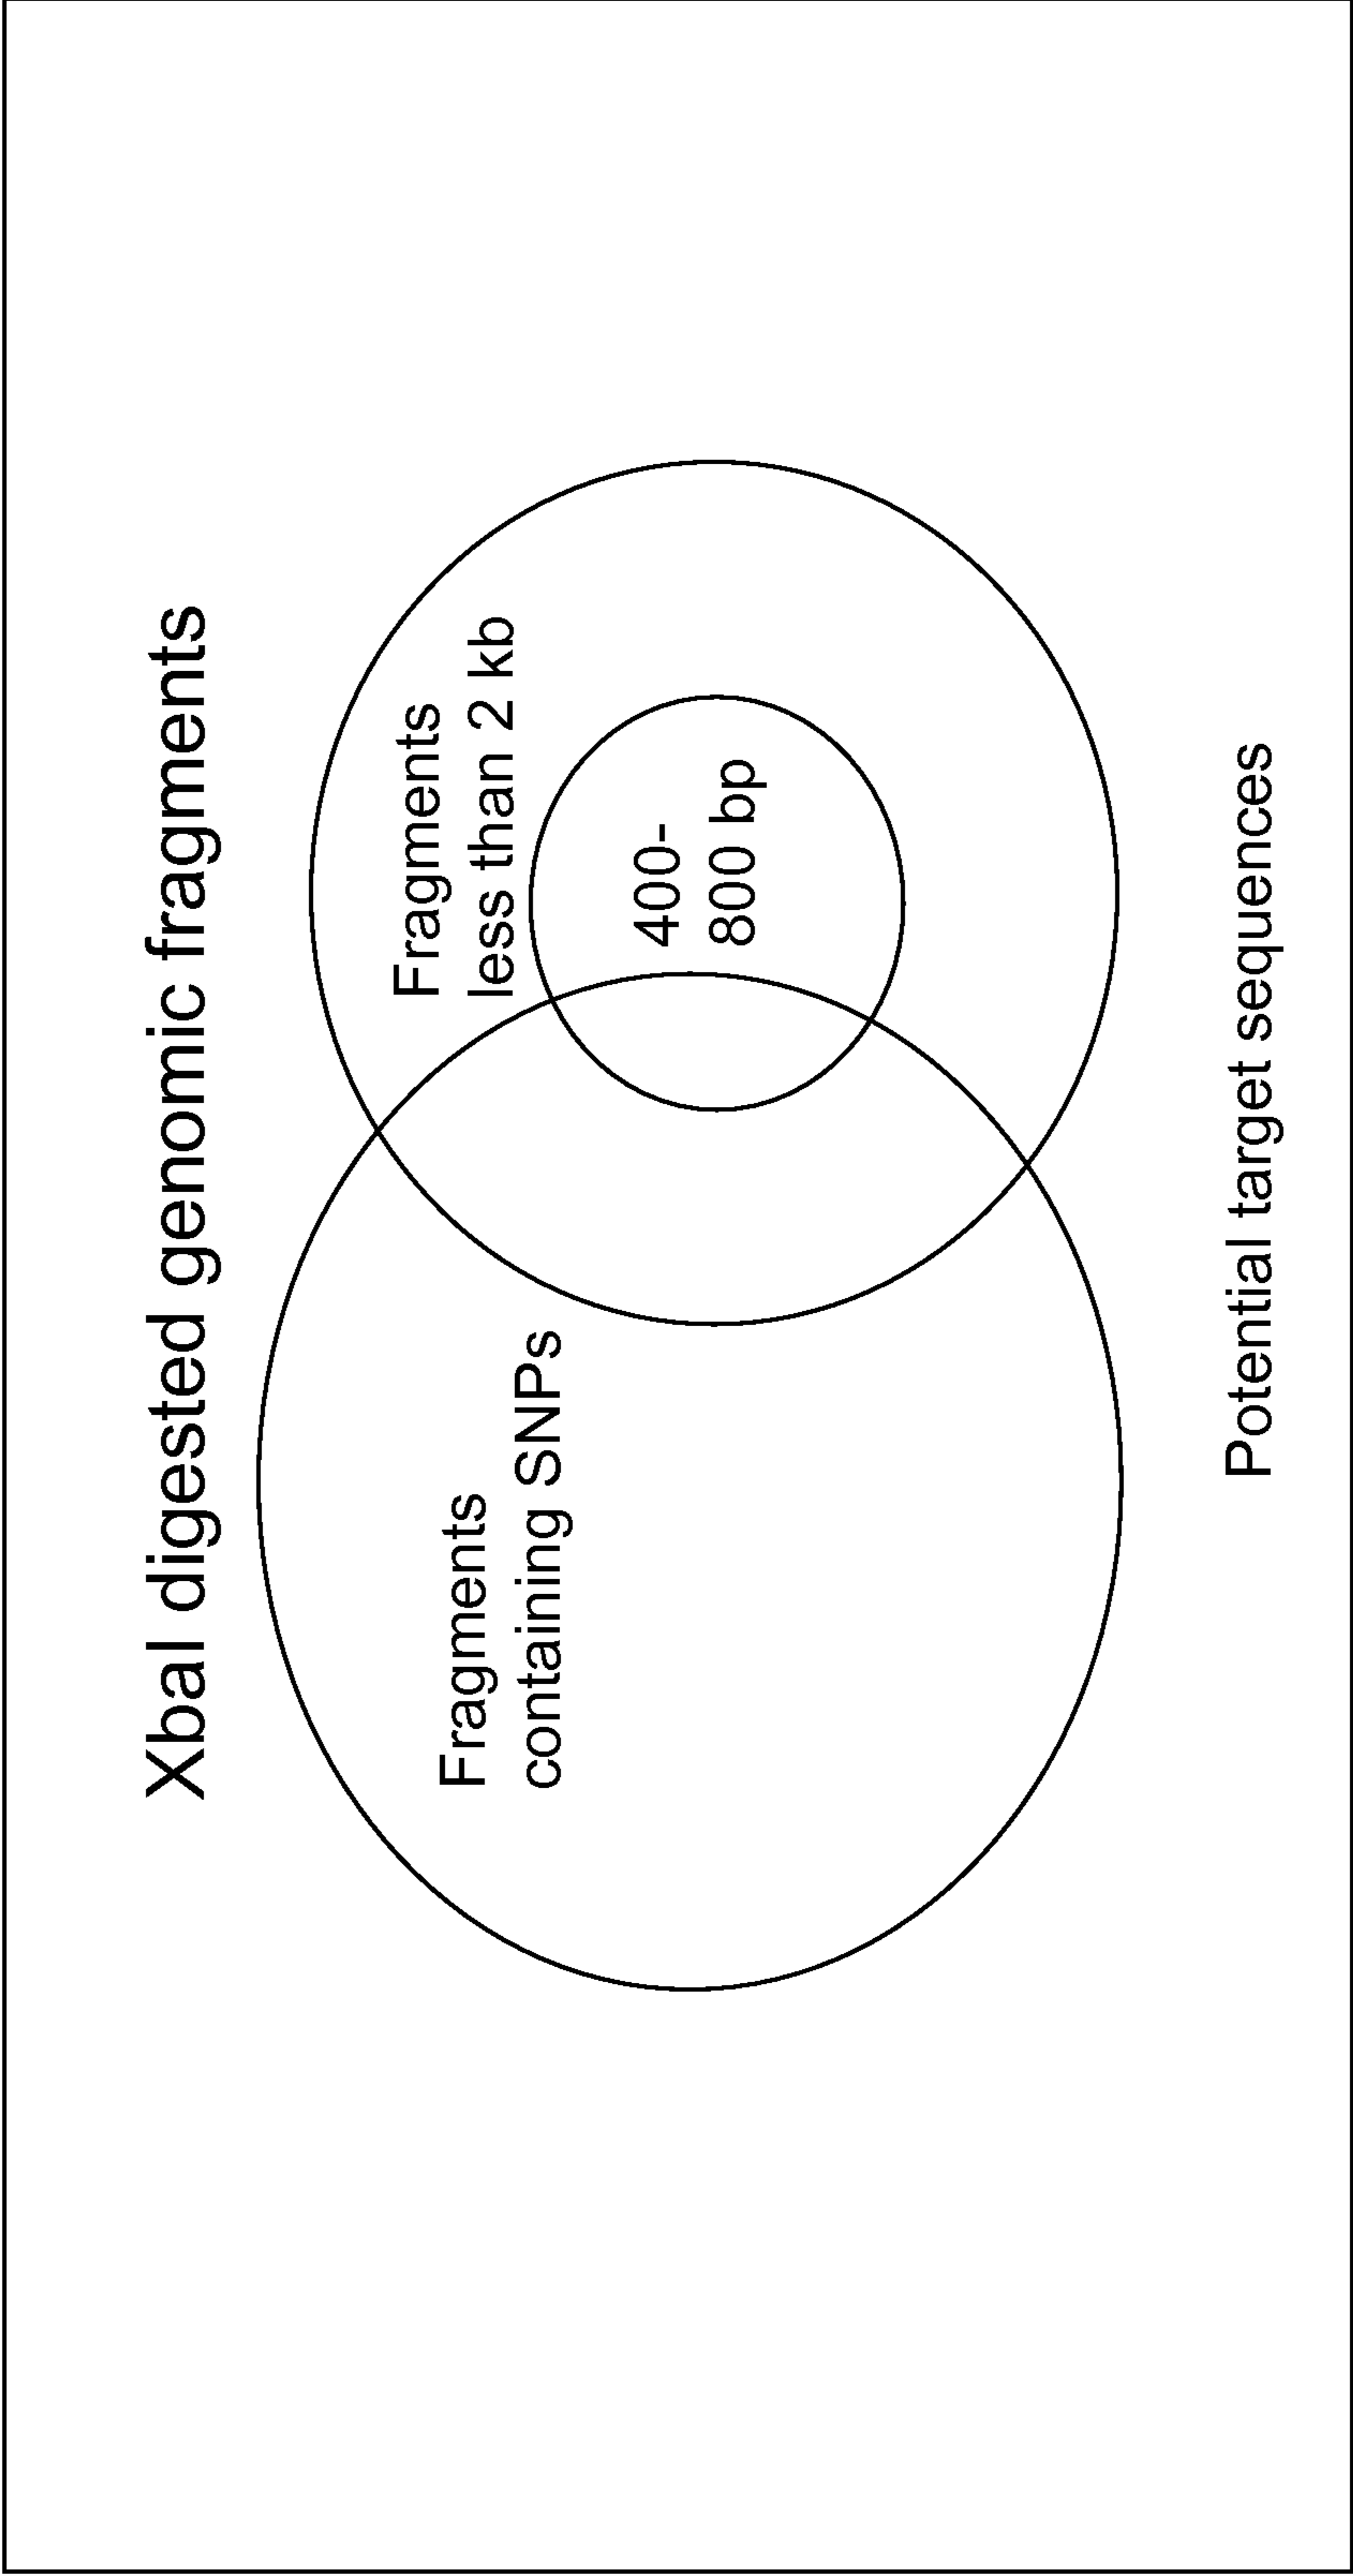 XbaI digested genomic fragments
Fragments
containing SNPs
Fragments
less than 2 kb
400-
800 bp
Potential target sequences